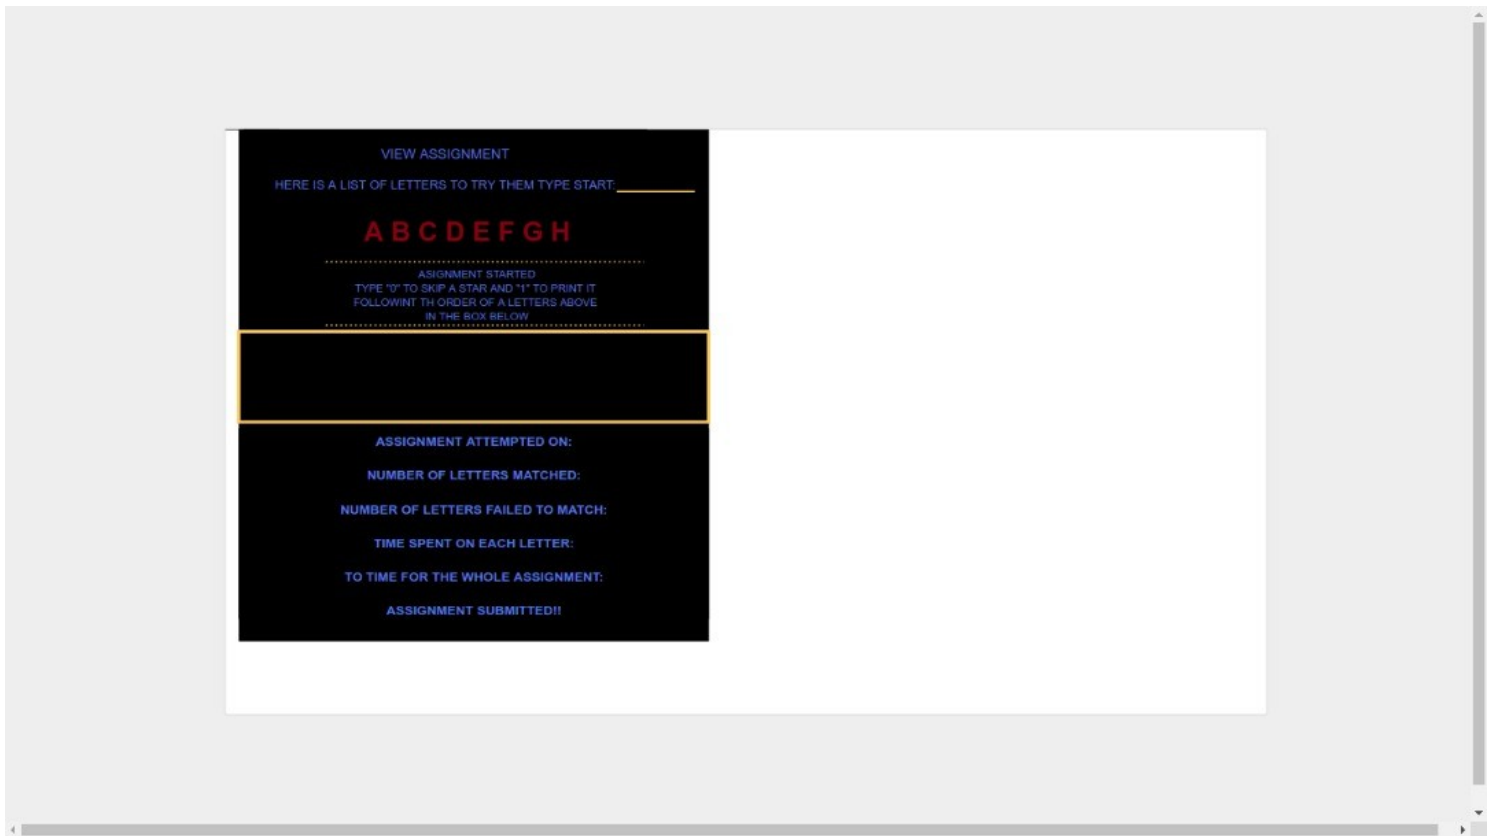 VIEW ASSIGNMENT
HERE IS A LIST OF LETTERS TO TRY THEM TYPE START:
A B C D E F G H
ASIGNMENT STARTED
TYPE "0" TO SKIP A STAR AND "1" TO PRINT IT
FOLLOWINT TH ORDER OF A LETTERS ABOVE
IN THE BOX BELOW
ASSIGNMENT ATTEMPTED ON:
NUMBER OF LETTERS MATCHED:
NUMBER OF LETTERS FAILED TO MATCH:
TIME SPENT ON EACH LETTER:
TO TIME FOR THE WHOLE ASSIGNMENT:
ASSIGNMENT SUBMITTED!!